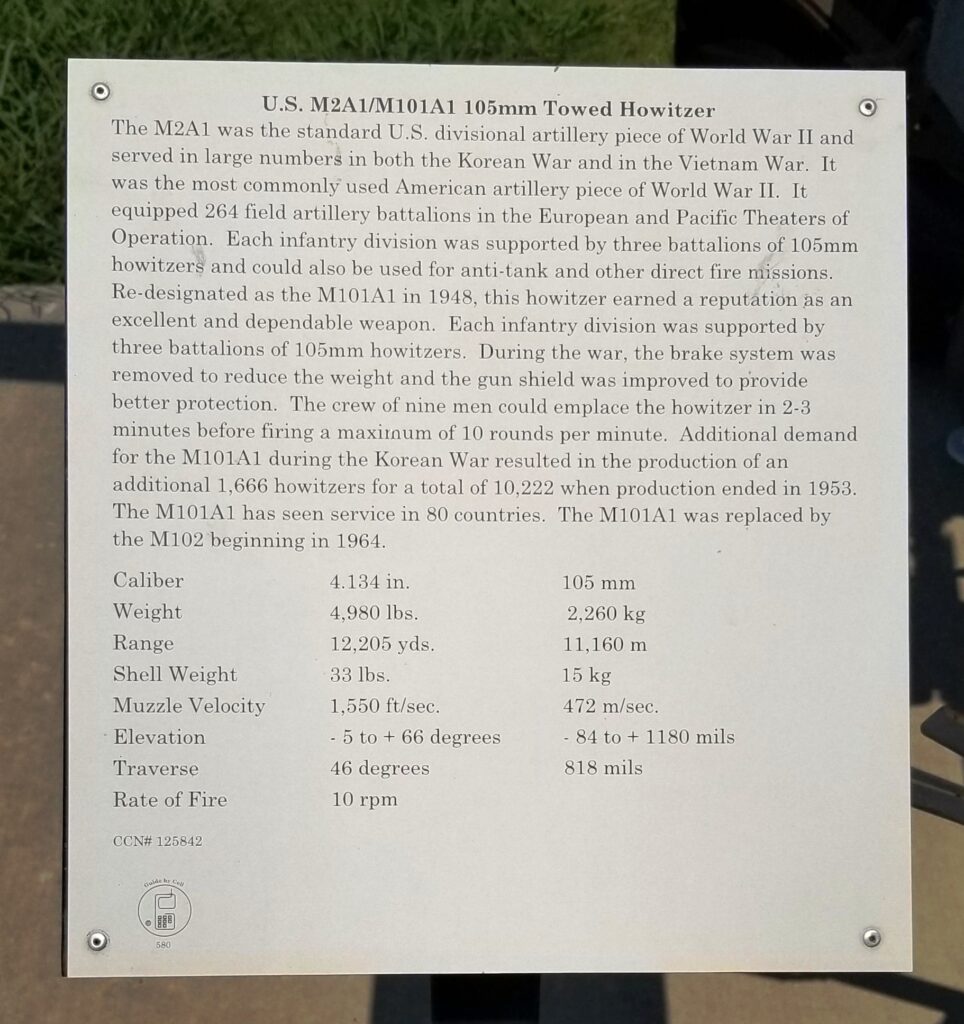 U.S. M2A1/M101A1 105mm Towed Howitzer
The M2A1 was the standard U.S. divisional artillery piece of World War II and
served in large numbers in both the Korean War and in the Vietnam War. It
was the most commonly used American artillery piece of World War II. It
equipped 264 field artillery battalions in the European and Pacific Theaters of
Operation. Each infantry division was supported by three battalions of 105mm
howitzers and could also be used for anti-tank and other direct fire missions.
Re-designated as the M101A1 in 1948, this howitzer earned a reputation as an
excellent and dependable weapon. Each infantry division was supported by
three battalions of 105mm howitzers. During the war, the brake system was
removed to reduce the weight and the gun shield was improved to provide
better protection. The crew of nine men could emplace the howitzer in 2-3
minutes before firing a maximum of 10 rounds per minute. Additional demand
for the M101A1 during the Korean War resulted in the production of an
additional 1,666 howitzers for a total of 10,222 when production ended in 1953.
The M101A1 has seen service in 80 countries. The M101A1 was replaced by
the M102 beginning in 1964.
Caliber 4.134 in. 105 mm
Weight 4,980 lbs. 2,260 kg
Range 12,205 yds. 11,160 m
Shell Weight 33 lbs. 15 kg
Muzzle Velocity 1,550 ft/sec. 472 m/sec.
Elevation - 5 to + 66 degrees - 84 to + 1180 mils
Traverse 46 degrees 818 mils
Rate of Fire 10 rpm
CCN# 125842
Guide by Cell
®
580